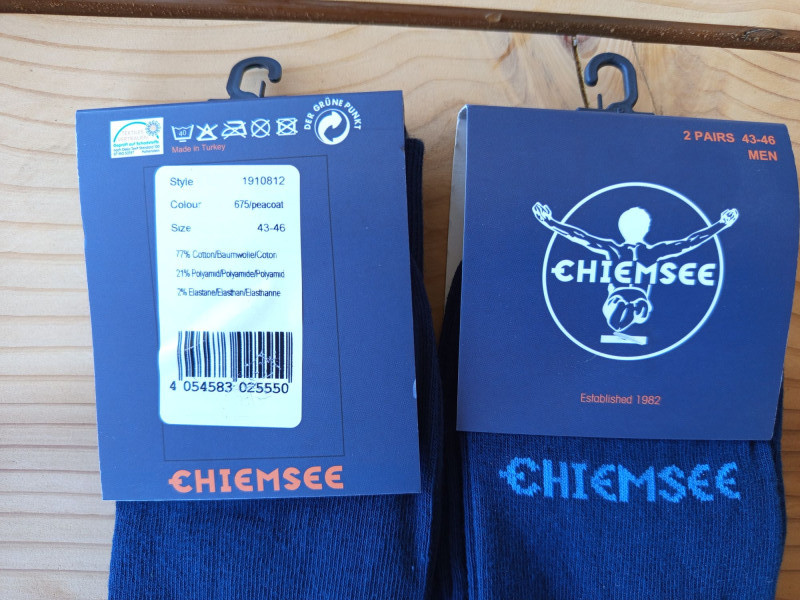 40
Made in Turkey
DER GRÜNE PUNKT
Style 1910812
Colour 675/peacoat
Size 43-46
77% Cotton/Baumwolle/Coton
21% Polyamid/Polyamide/Polyamid
2% Elastane/Elasthan/Elasthanne
4 054583 025550
CHIEMSEE
2 PAIRS 43-46
MEN
CHIEMSEE
Established 1982
CHIEMSEE